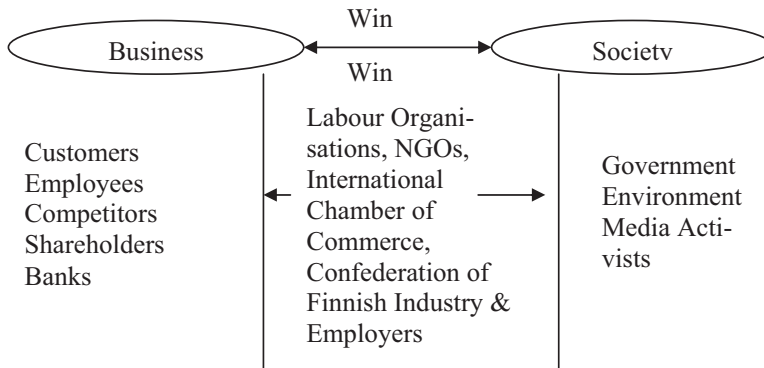 Win
Business
Societv
Win
Customers
Employees
Competitors
Shareholders
Banks
Labour Organi-
sations, NGOs,
International
Chamber of
Commerce,
Confederation of
Finnish Industry &
Employers
Government
Environment
Media Acti-
vists